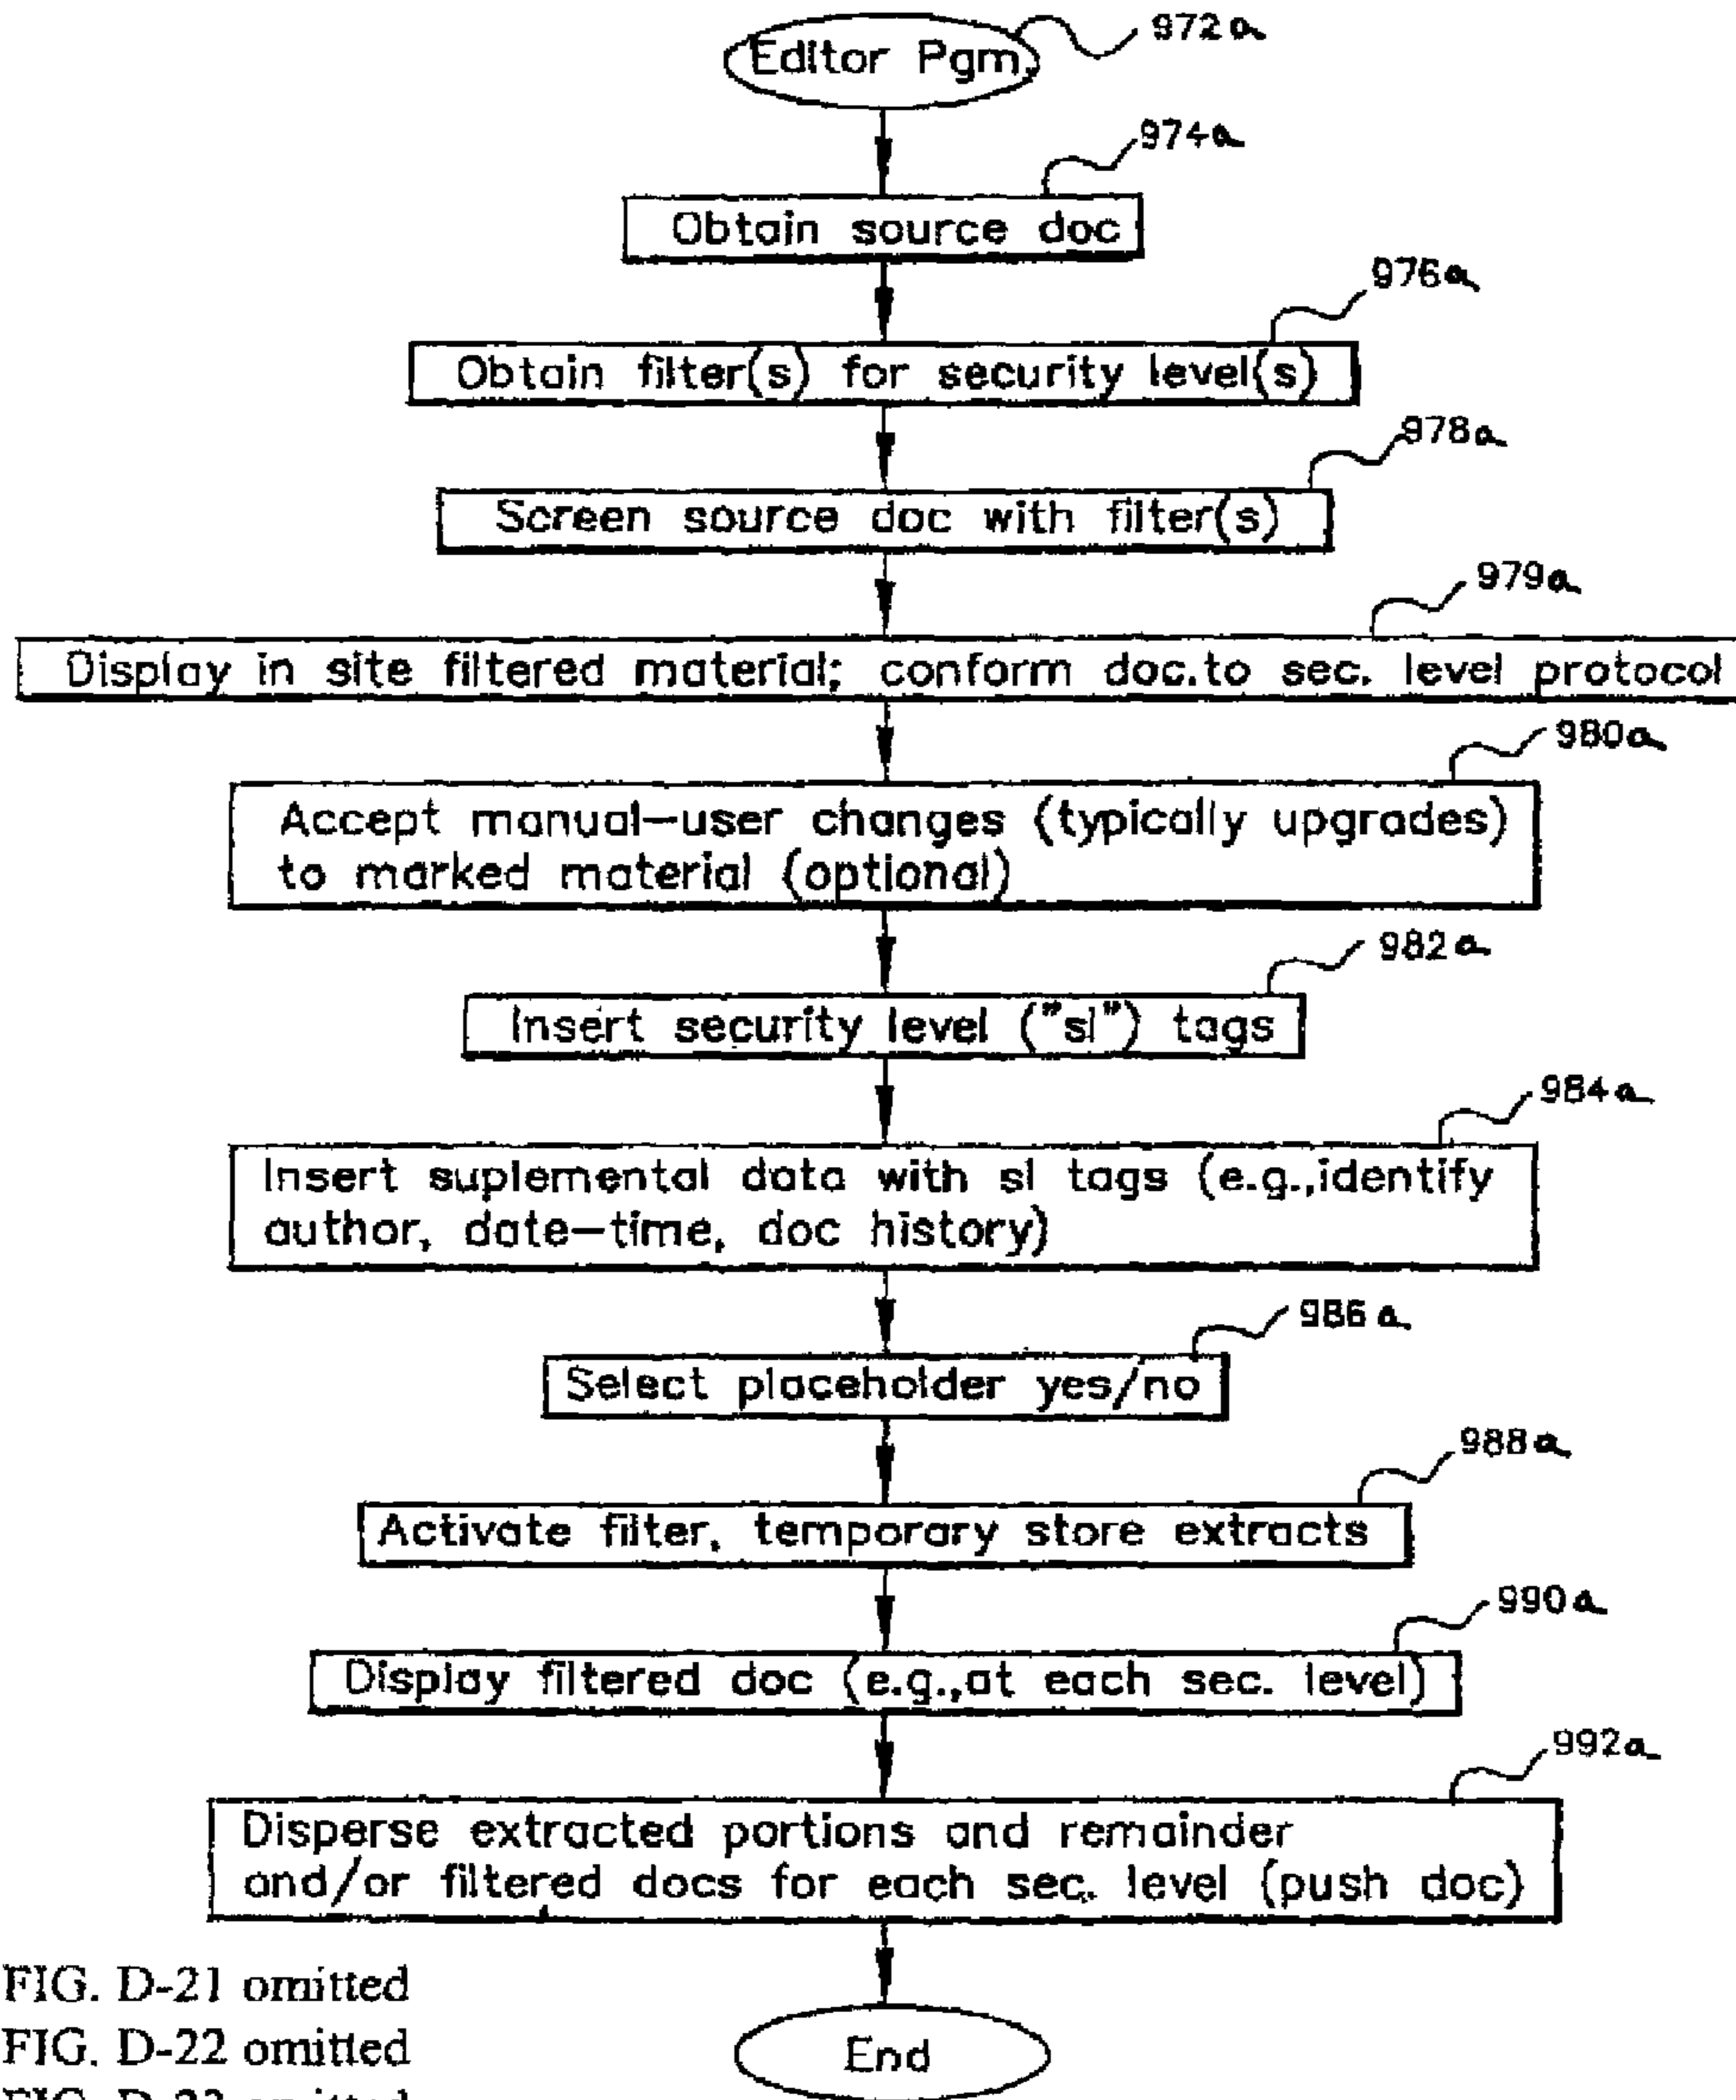 Editor Pgm.
972a
974a
Obtain source doc
976a
Obtain filter(s) for security level(s)
978a
Screen source doc with filter(s)
979a
Display in site filtered material; conform doc.to sec. level protocol
980a
Accept manual-user changes (typically upgrades)
to marked material (optional)
982a
Insert security level ("sl") tags
984a
Insert suplemental data with sl tags (e.g.,identify
author, date-time, doc history)
986a
Select placeholder yes/no
988a
Activate filter, temporary store extracts
990a
Display filtered doc (e.g.,at each sec. level)
992a
Disperse extracted portions and remainder
and/or filtered docs for each sec. level (push doc)
End
FIG. D-21 omitted
FIG. D-22 omitted
FIG. D-23 omitted